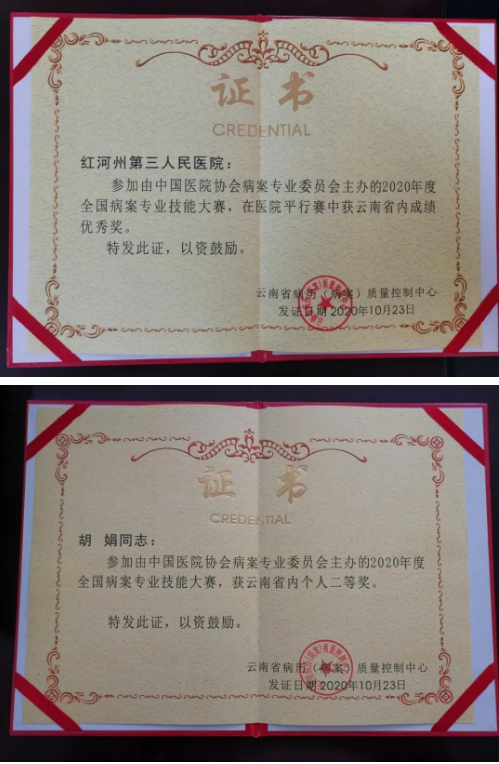 证书
CREDENTIAL
红河州第三人民医院：
参加由中国医院协会病案专业委员会主办的2020年度
全国病案专业技能大赛，在医院平行赛中获云南省内成绩
优秀奖。
特发此证，以资鼓励。
云南省病历（病案）质量控制中心
发证日期2020年10月23日
证书
CREDENTIAL
胡 娟同志：
参加由中国医院协会病案专业委员会主办的2020年度
全国病案专业技能大赛，获云南省内个人二等奖。
特发此证，以资鼓励。
云南省病历（病案）质量控制中心
发证日期2020年10月23日